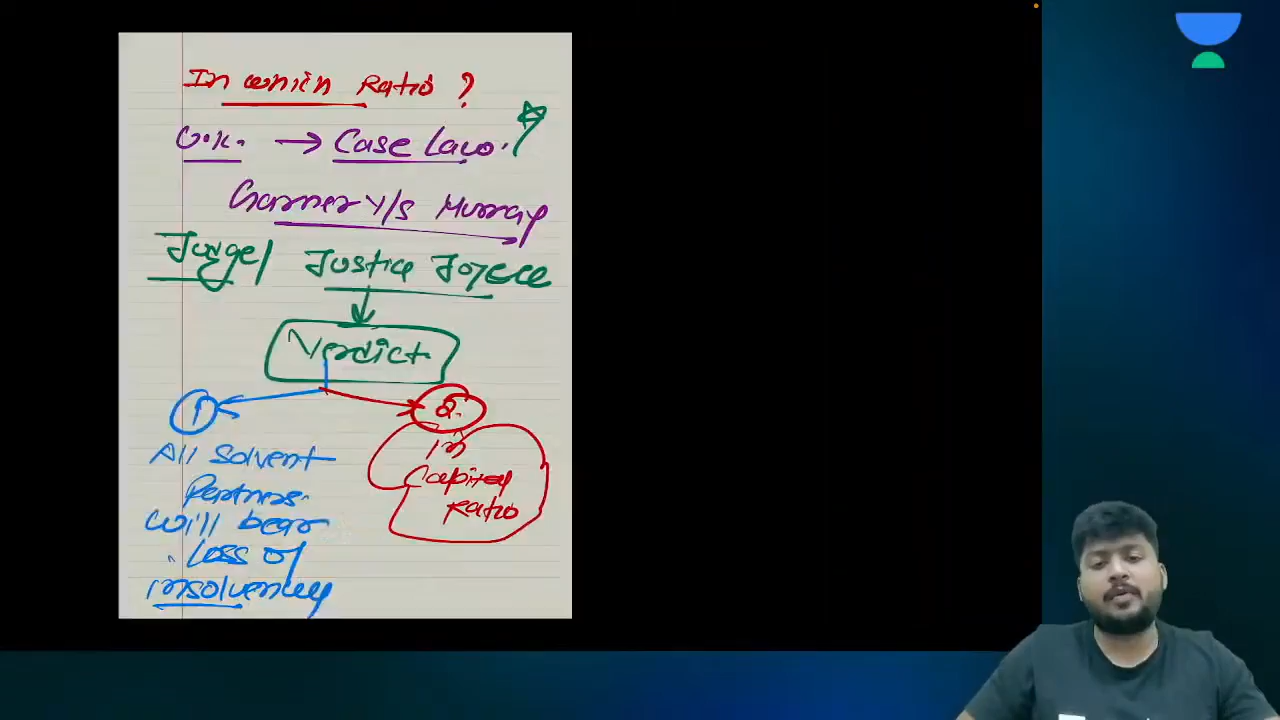 In which Ratio ?
U.K. → Case Law.
Garner v/s Murray
Judge/ Justice Joyce
Verdict
1
All Solvent
Partners.
will bear
Loss of
insolvency
2.
In
Capital
Ratio